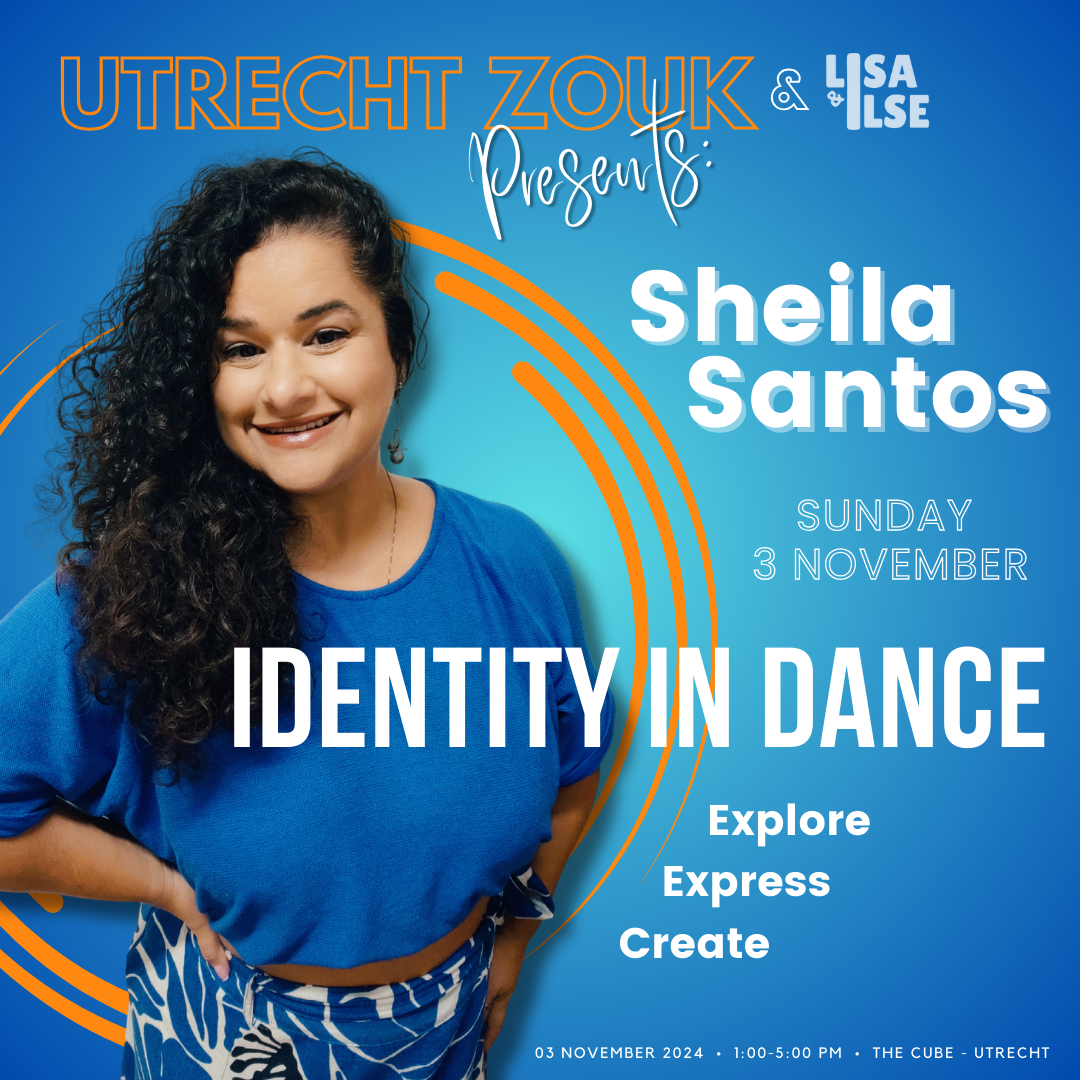 UTRECHT ZOUK & LISA & ILSE
Presents:
Sheila
Santos
SUNDAY
3 NOVEMBER
IDENTITY IN DANCE
Explore
Express
Create
03 NOVEMBER 2024 • 1:00-5:00 PM • THE CUBE - UTRECHT